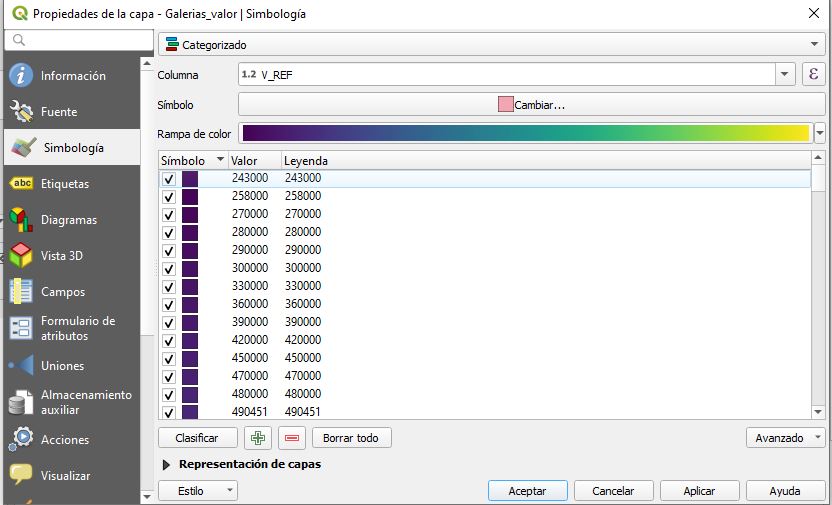 Propiedades de la capa - Galerias_valor | Simbología
Categorizado
Información
Columna 1.2 V_REF ε
Fuente
Símbolo Cambiar...
Simbología
Rampa de color
Símbolo Valor Leyenda
abc Etiquetas
Diagramas
Vista 3D
Campos
Formulario de
atributos
Uniones
Almacenamiento
auxiliar
Acciones
Visualizar
243000 243000
258000 258000
270000 270000
280000 280000
290000 290000
300000 300000
330000 330000
360000 360000
390000 390000
420000 420000
450000 450000
470000 470000
480000 480000
490451 490451
Clasificar Borrar todo Avanzado
Representación de capas
Estilo Aceptar Cancelar Aplicar Ayuda